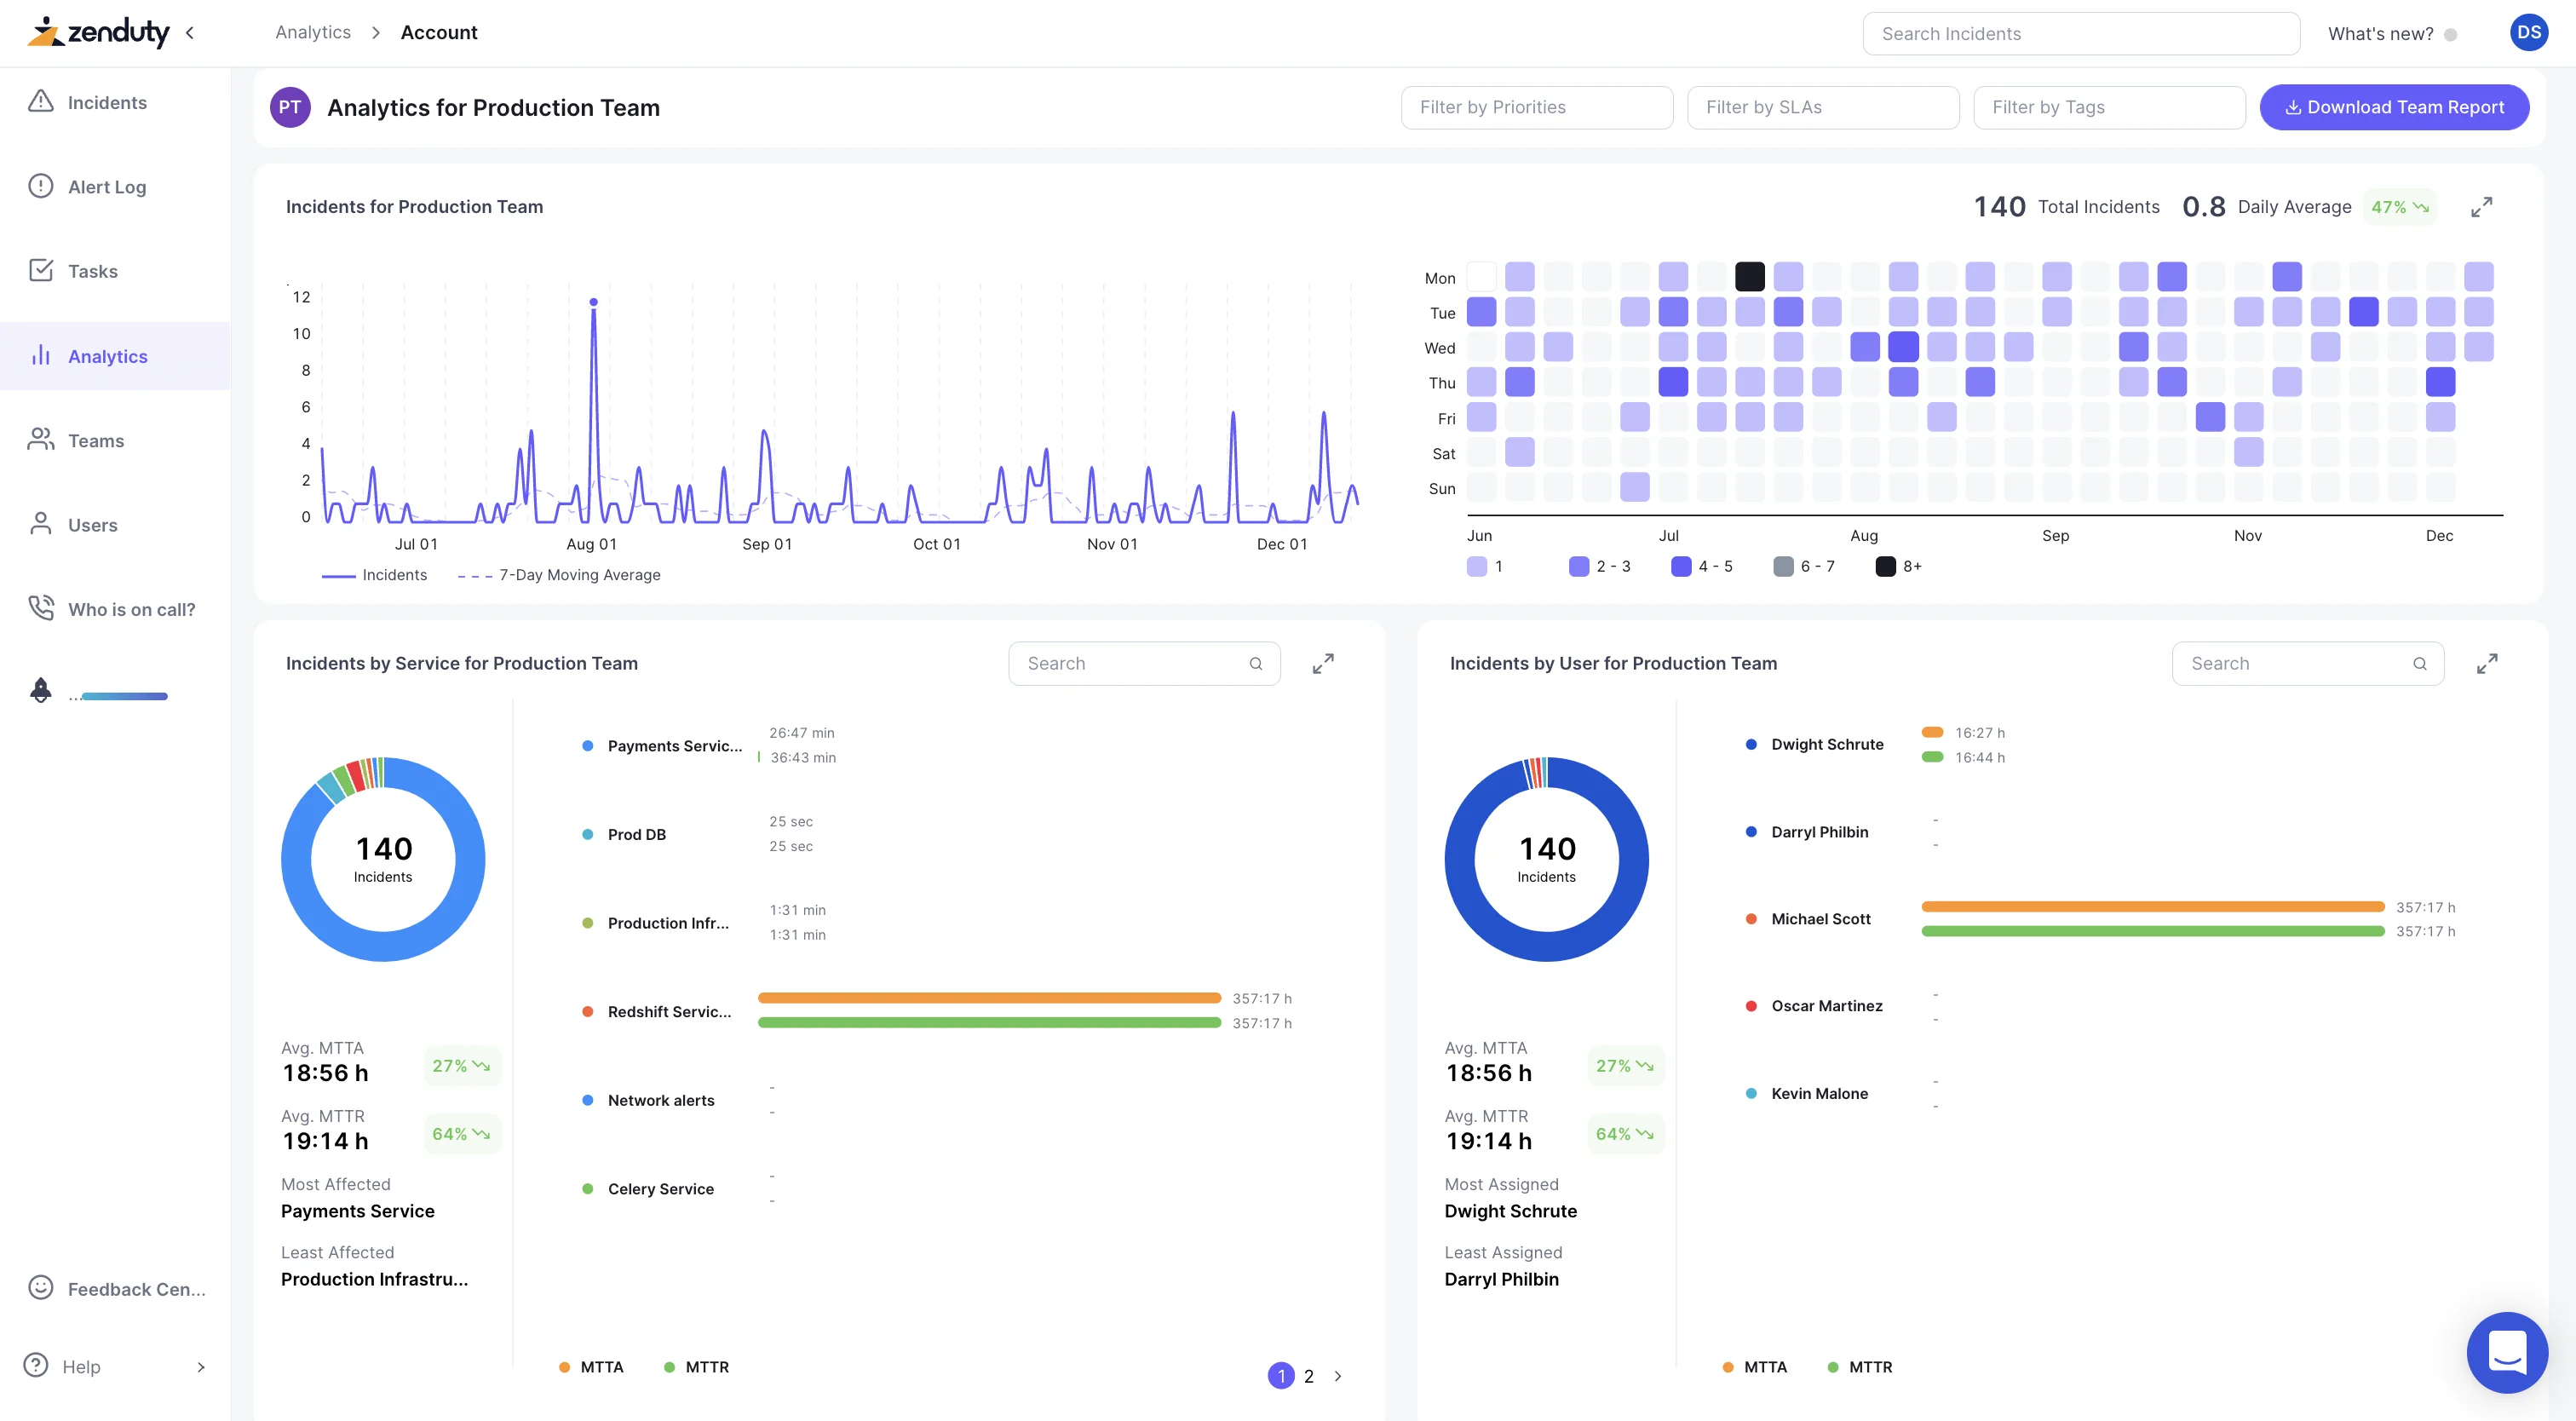 zenduty
Analytics > Account
Search Incidents
What's new?
DS
Incidents
Alert Log
Tasks
Analytics
Teams
Users
Who is on call?
...
Feedback Cen...
Help
PT
Analytics for Production Team
Filter by Priorities
Filter by SLAs
Filter by Tags
Download Team Report
Incidents for Production Team
140 Total Incidents
0.8 Daily Average
47%
12
10
8
6
4
2
0
Jul 01
Aug 01
Sep 01
Oct 01
Nov 01
Dec 01
Incidents
7-Day Moving Average
Mon
Tue
Wed
Thu
Fri
Sat
Sun
Jun
Jul
Aug
Sep
Nov
Dec
1
2 - 3
4 - 5
6 - 7
8+
Incidents by Service for Production Team
Search
140
Incidents
Avg. MTTA
18:56 h
27%
Avg. MTTR
19:14 h
64%
Most Affected
Payments Service
Least Affected
Production Infrastru...
Payments Servic...
26:47 min
36:43 min
Prod DB
25 sec
25 sec
Production Infr...
1:31 min
1:31 min
Redshift Servic...
357:17 h
357:17 h
Network alerts
-
-
Celery Service
-
-
MTTA
MTTR
1 2 >
Incidents by User for Production Team
Search
140
Incidents
Avg. MTTA
18:56 h
27%
Avg. MTTR
19:14 h
64%
Most Assigned
Dwight Schrute
Least Assigned
Darryl Philbin
Dwight Schrute
16:27 h
16:44 h
Darryl Philbin
-
-
Michael Scott
357:17 h
357:17 h
Oscar Martinez
-
-
Kevin Malone
-
-
MTTA
MTTR